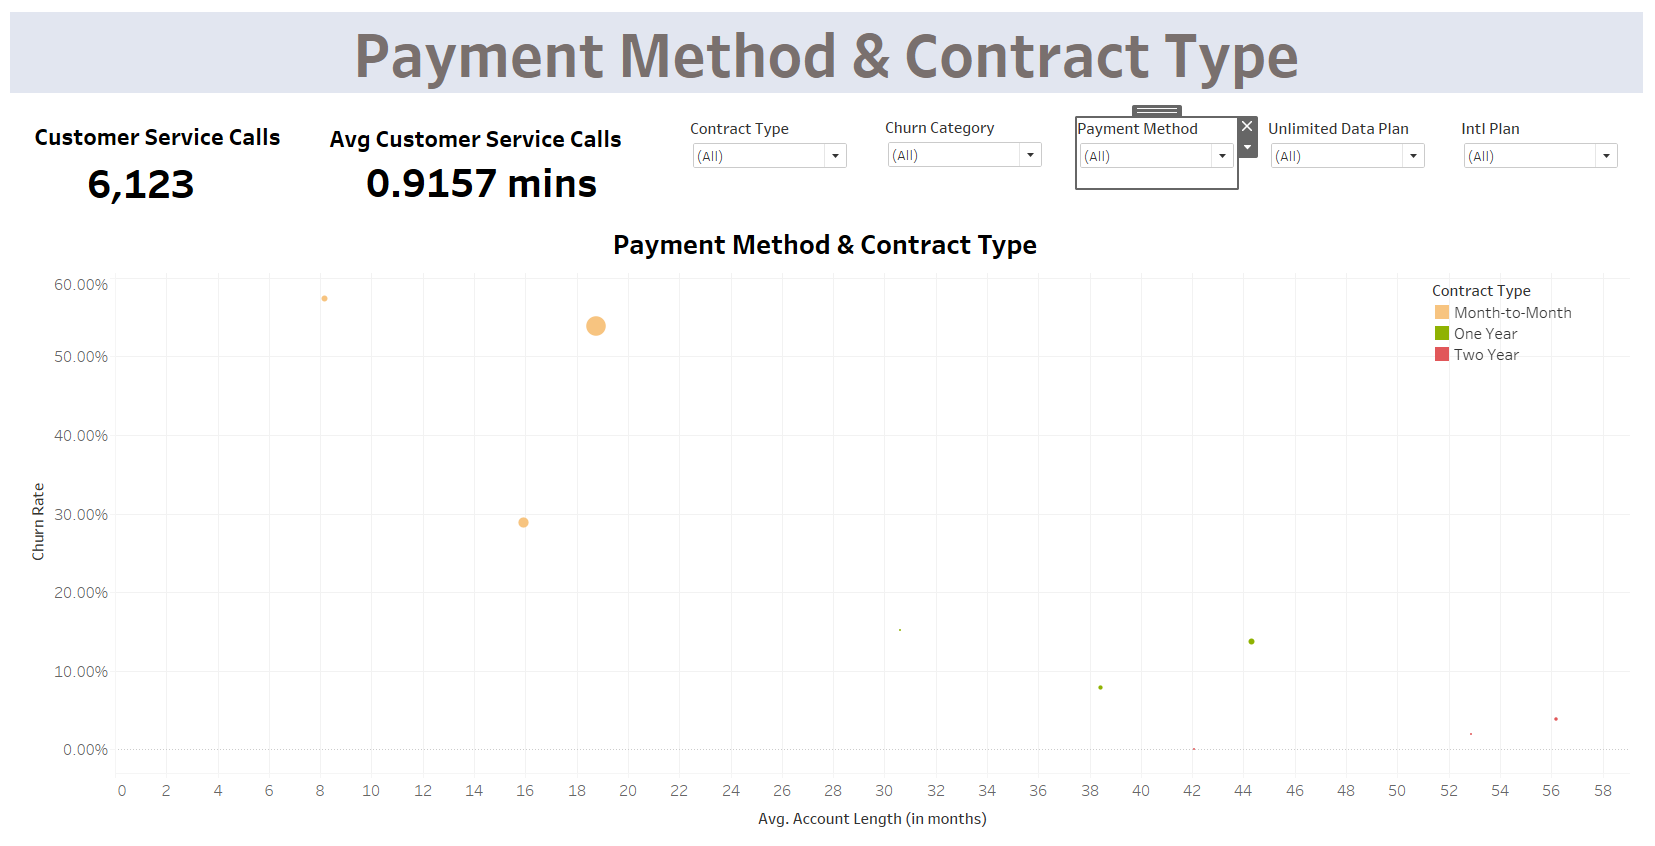 Payment Method & Contract Type
Customer Service Calls
6,123
Avg Customer Service Calls
0.9157 mins
Contract Type
(All)
Churn Category
(All)
Payment Method
(All)
Unlimited Data Plan
(All)
Intl Plan
(All)
Payment Method & Contract Type
Contract Type
Month-to-Month
One Year
Two Year
Churn Rate
60.00%
50.00%
40.00%
30.00%
20.00%
10.00%
0.00%
0 2 4 6 8 10 12 14 16 18 20 22 24 26 28 30 32 34 36 38 40 42 44 46 48 50 52 54 56 58
Avg. Account Length (in months)